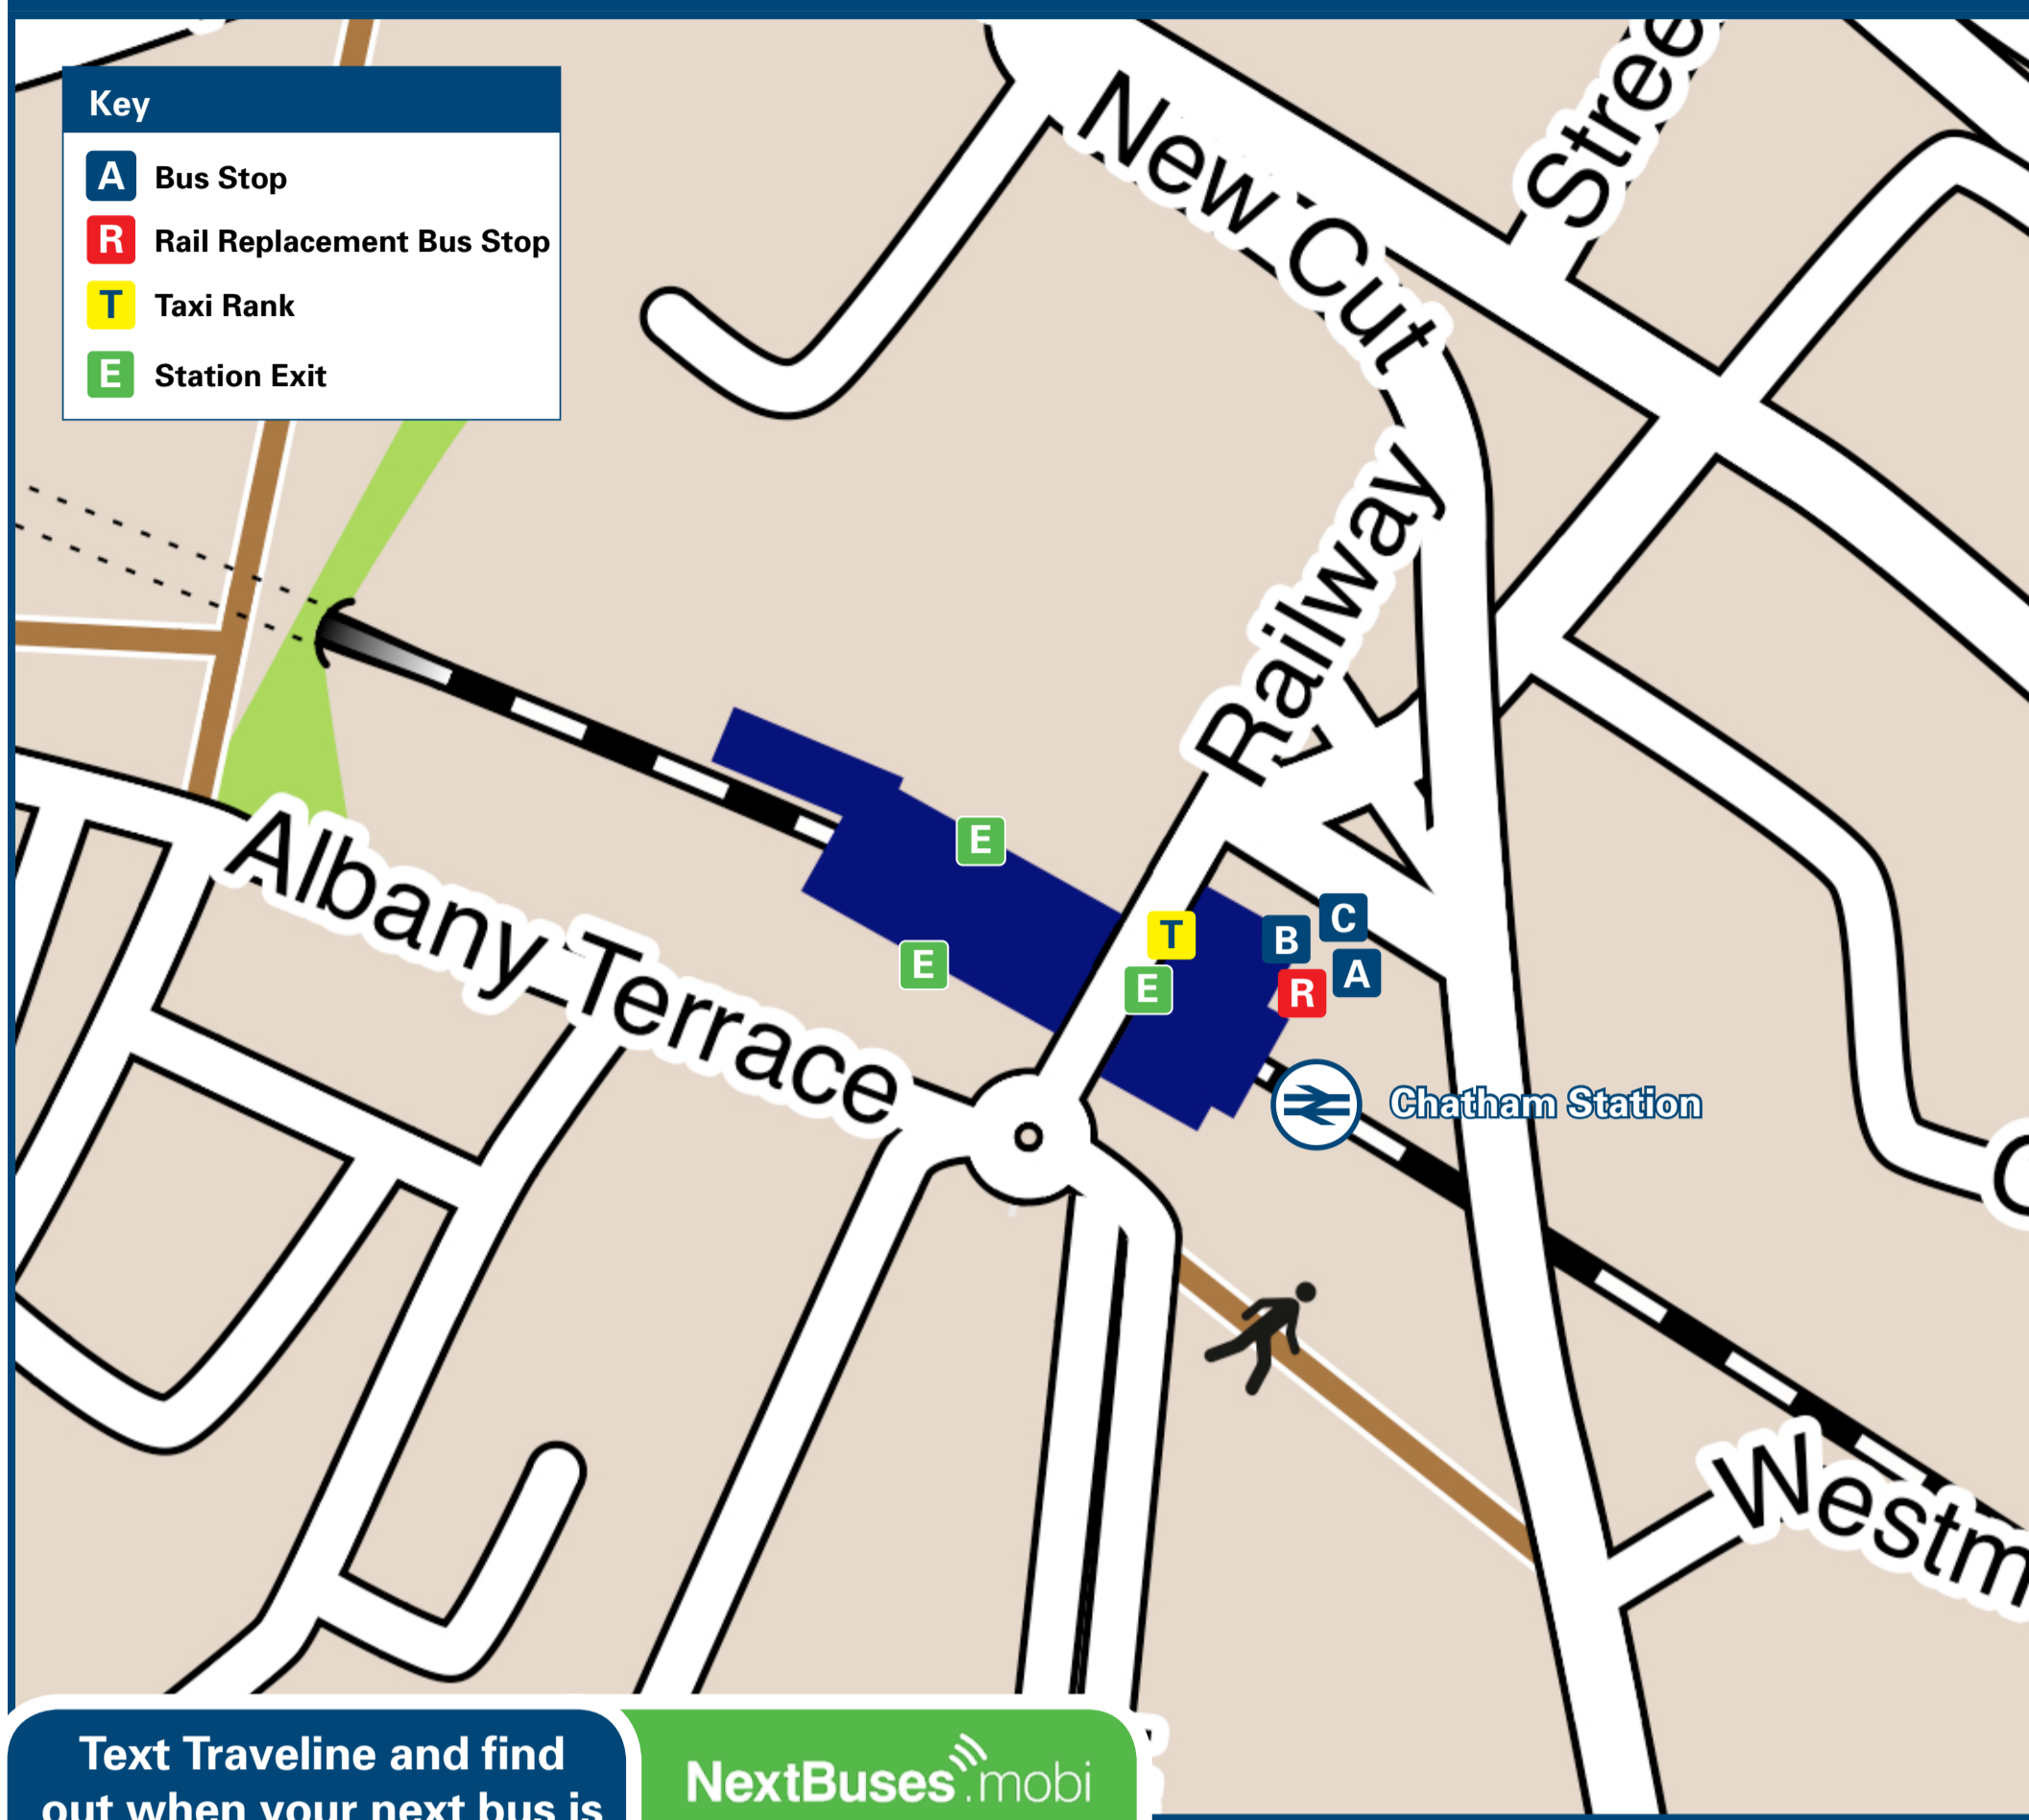 Key
A Bus Stop
R Rail Replacement Bus Stop
T Taxi Rank
E Station Exit
New Cut
Stree
Railway
Albany Terrace
E
E
T
E
B
C
R
A
Chatham Station
C
Westm
Text Traveline and find
out when your next bus is
NextBuses.mobi